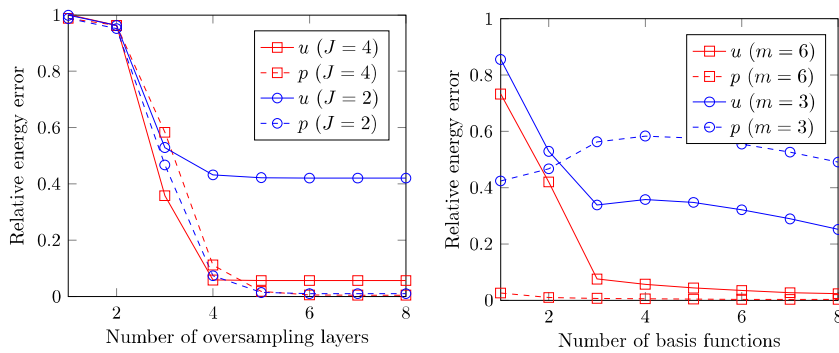 Relative energy error
1
0.8
0.6
0.4
0.2
0
2
4
6
8
Number of oversampling layers
u (J = 4)
p (J = 4)
u (J = 2)
p (J = 2)
Relative energy error
1
0.8
0.6
0.4
0.2
0
2
4
6
8
Number of basis functions
u (m = 6)
p (m = 6)
u (m = 3)
p (m = 3)